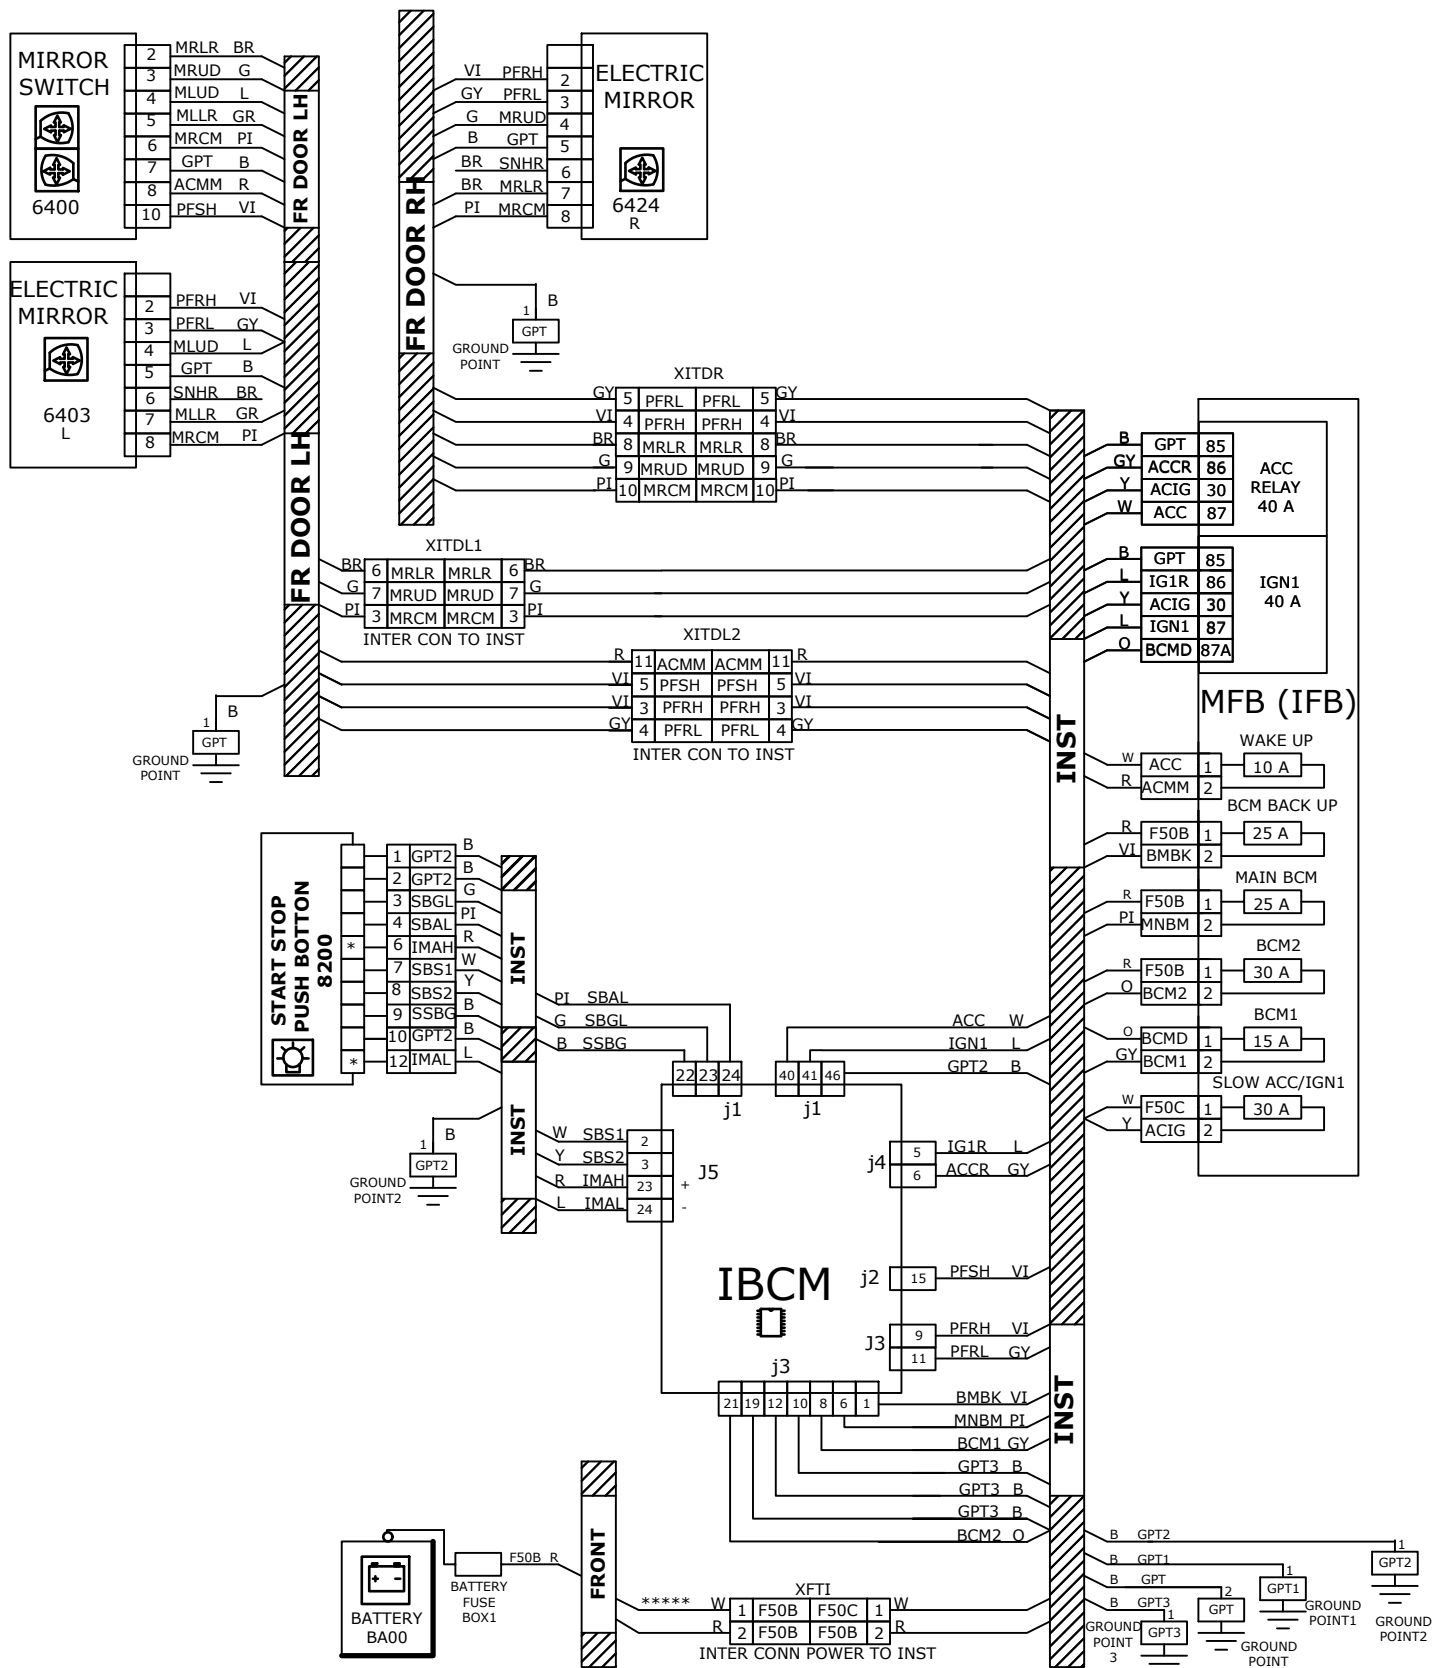 MIRROR
SWITCH
6400
2 MRLR BR
3 MRUD G
4 MLUD L
5 MLLR GR
6 MRCM PI
7 GPT B
8 ACMM R
10 PFSH VI
FR DOOR LH
ELECTRIC
MIRROR
6403
L
2 PFRH VI
3 PFRL GY
4 MLUD L
5 GPT B
6 SNHR BR
7 MLLR GR
8 MRCM PI
FR DOOR LH
FR DOOR RH
VI PFRH 2
GY PFRL 3
G MRUD 4
B GPT 5
BR SNHR 6
BR MRLR 7
PI MRCM 8
ELECTRIC
MIRROR
6424
R
1 B
GPT
GROUND
POINT
XITDR
GY 5 PFRL PFRL 5 GY
VI 4 PFRH PFRH 4 VI
BR 8 MRLR MRLR 8 BR
G 9 MRUD MRUD 9 G
PI 10 MRCM MRCM 10 PI
XITDL1
BR 6 MRLR MRLR 6 BR
G 7 MRUD MRUD 7 G
PI 3 MRCM MRCM 3 PI
INTER CON TO INST
XITDL2
R 11 ACMM ACMM 11 R
VI 5 PFSH PFSH 5 VI
VI 3 PFRH PFRH 3 VI
GY 4 PFRL PFRL 4 GY
INTER CON TO INST
1 B
GPT
GROUND
POINT
INST
B GPT 85
GY ACCR 86
Y ACIG 30
W ACC 87
ACC
RELAY
40 A
B GPT 85
L IG1R 86
Y ACIG 30
L IGN1 87
O BCMD 87A
IGN1
40 A
MFB (IFB)
WAKE UP
W ACC 1 10 A
R ACMM 2
BCM BACK UP
R F50B 1 25 A
VI BMBK 2
MAIN BCM
R F50B 1 25 A
PI MNBM 2
BCM2
R F50B 1 30 A
O BCM2 2
BCM1
O BCMD 1 15 A
GY BCM1 2
SLOW ACC/IGN1
W F50C 1 30 A
Y ACIG 2
START STOP
PUSH BOTTON
8200
1 GPT2 B
2 GPT2 B
3 SBGL G
4 SBAL PI
* 6 IMAH R
7 SBS1 W
8 SBS2 Y
9 SSBG B
10 GPT2 B
* 12 IMAL L
INST
INST
1 B
GPT2
GROUND
POINT2
PI SBAL
G SBGL
B SSBG
22 23 24
j1
W SBS1 2
Y SBS2 3
R IMAH 23 +
L IMAL 24 -
J5
ACC W
IGN1 L
GPT2 B
40 41 46
j1
j4
5 IG1R L
6 ACCR GY
IBCM
j2 15 PFSH VI
J3
9 PFRH VI
11 PFRL GY
j3
21 19 12 10 8 6 1
BMBK VI
MNBM PI
BCM1 GY
GPT3 B
GPT3 B
GPT3 B
BCM2 O
INST
BATTERY
BA00
BATTERY
FUSE
BOX1
F50B R
FRONT
XFTI
***** W 1 F50B F50C 1 W
R 2 F50B F50B 2 R
INTER CONN POWER TO INST
B GPT2
B GPT1
B GPT
B GPT3
GROUND
POINT
3
1
GPT3
2
GPT
GROUND
POINT
1
GPT1
GROUND
POINT1
1
GPT2
GROUND
POINT2